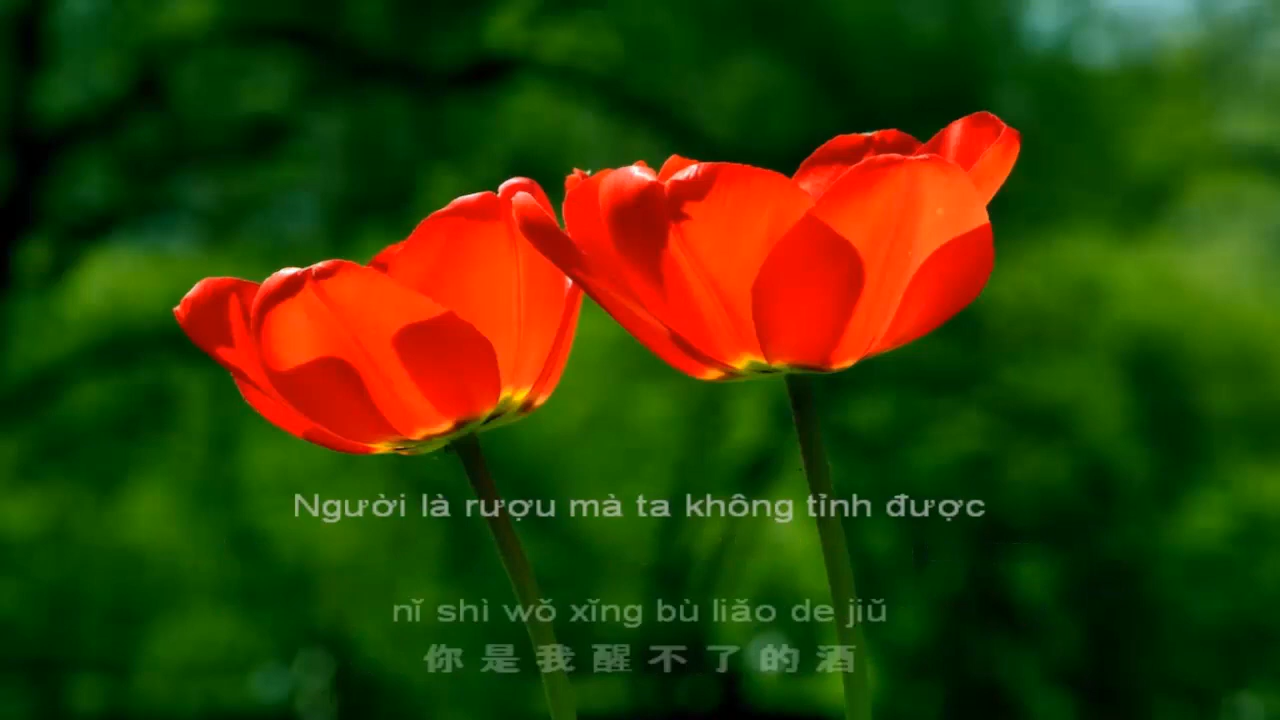 Người là rượu mà ta không tỉnh được
nǐ shì wǒ xǐng bù liǎo de jiǔ
你是我醒不了的酒